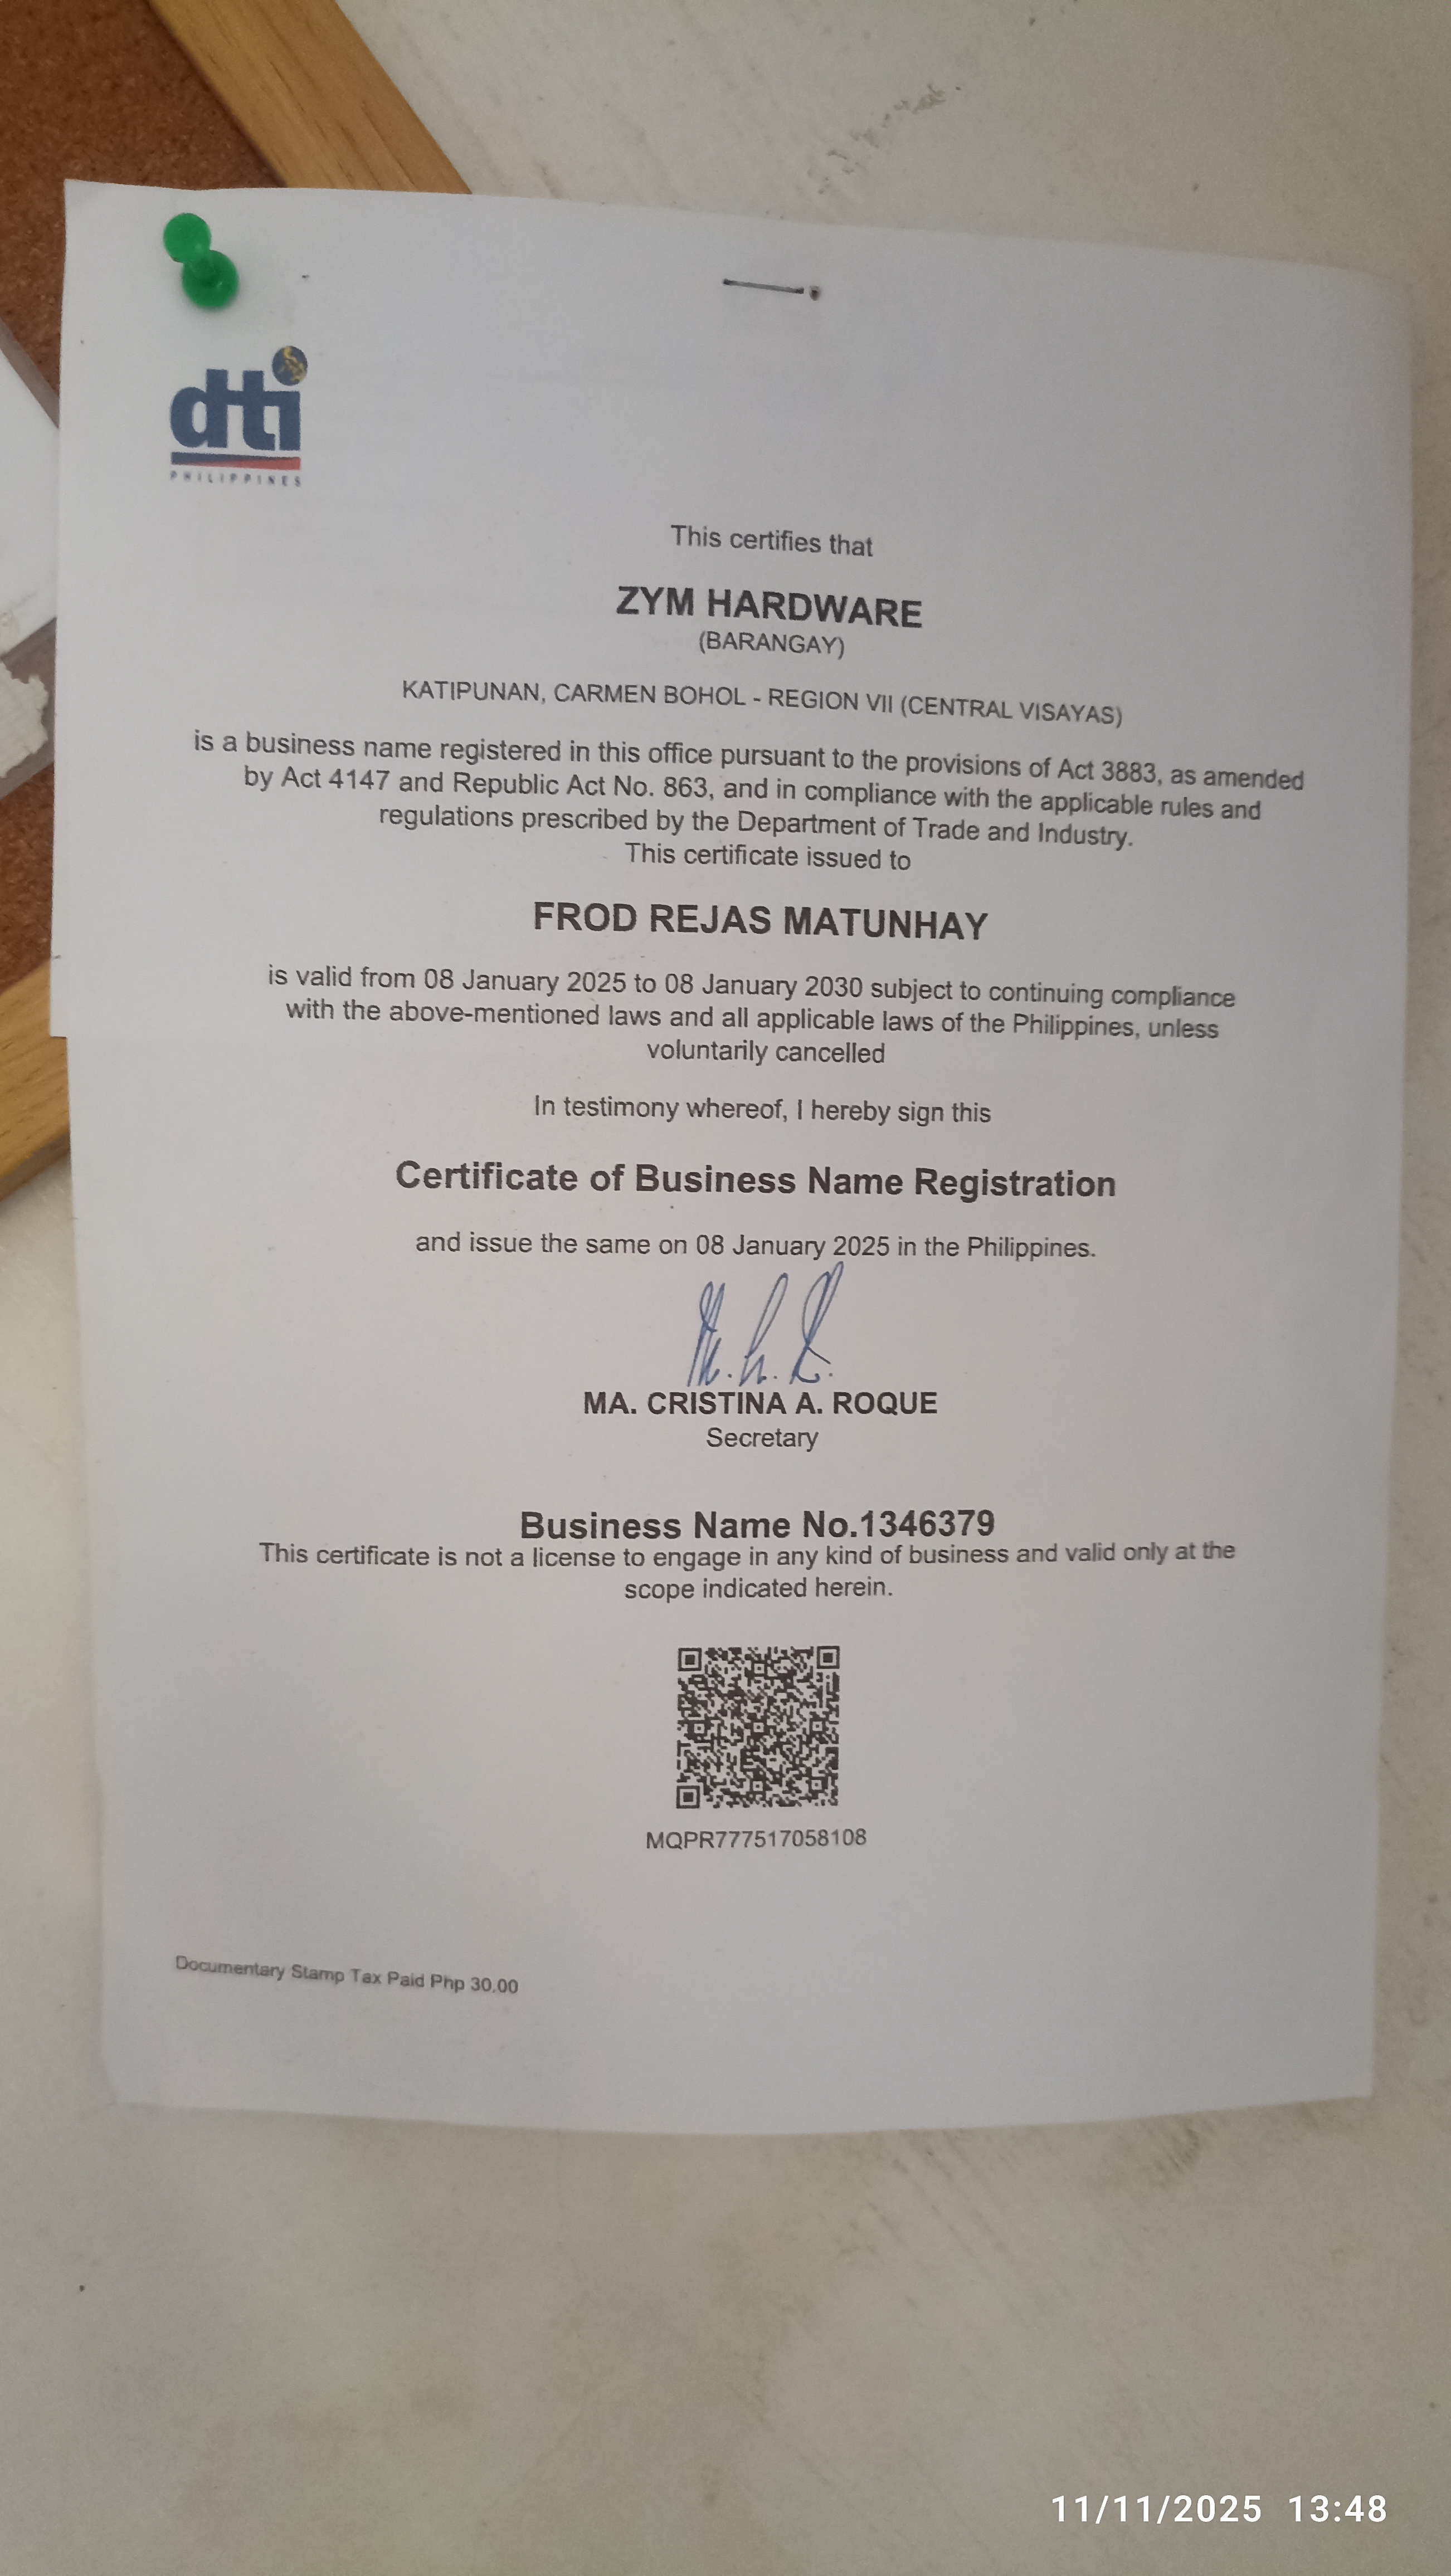 dti
PHILIPPINES
This certifies that
ZYM HARDWARE
(BARANGAY)
KATIPUNAN, CARMEN BOHOL - REGION VII (CENTRAL VISAYAS)
is a business name registered in this office pursuant to the provisions of Act 3883, as amended
by Act 4147 and Republic Act No. 863, and in compliance with the applicable rules and
regulations prescribed by the Department of Trade and Industry.
This certificate issued to
FROD REJAS MATUNHAY
is valid from 08 January 2025 to 08 January 2030 subject to continuing compliance
with the above-mentioned laws and all applicable laws of the Philippines, unless
voluntarily cancelled
In testimony whereof, I hereby sign this
Certificate of Business Name Registration
and issue the same on 08 January 2025 in the Philippines.
MA. CRISTINA A. ROQUE
Secretary
Business Name No.1346379
This certificate is not a license to engage in any kind of business and valid only at the
scope indicated herein.
MQPR777517058108
Documentary Stamp Tax Paid Php 30.00
11/11/2025 13:48